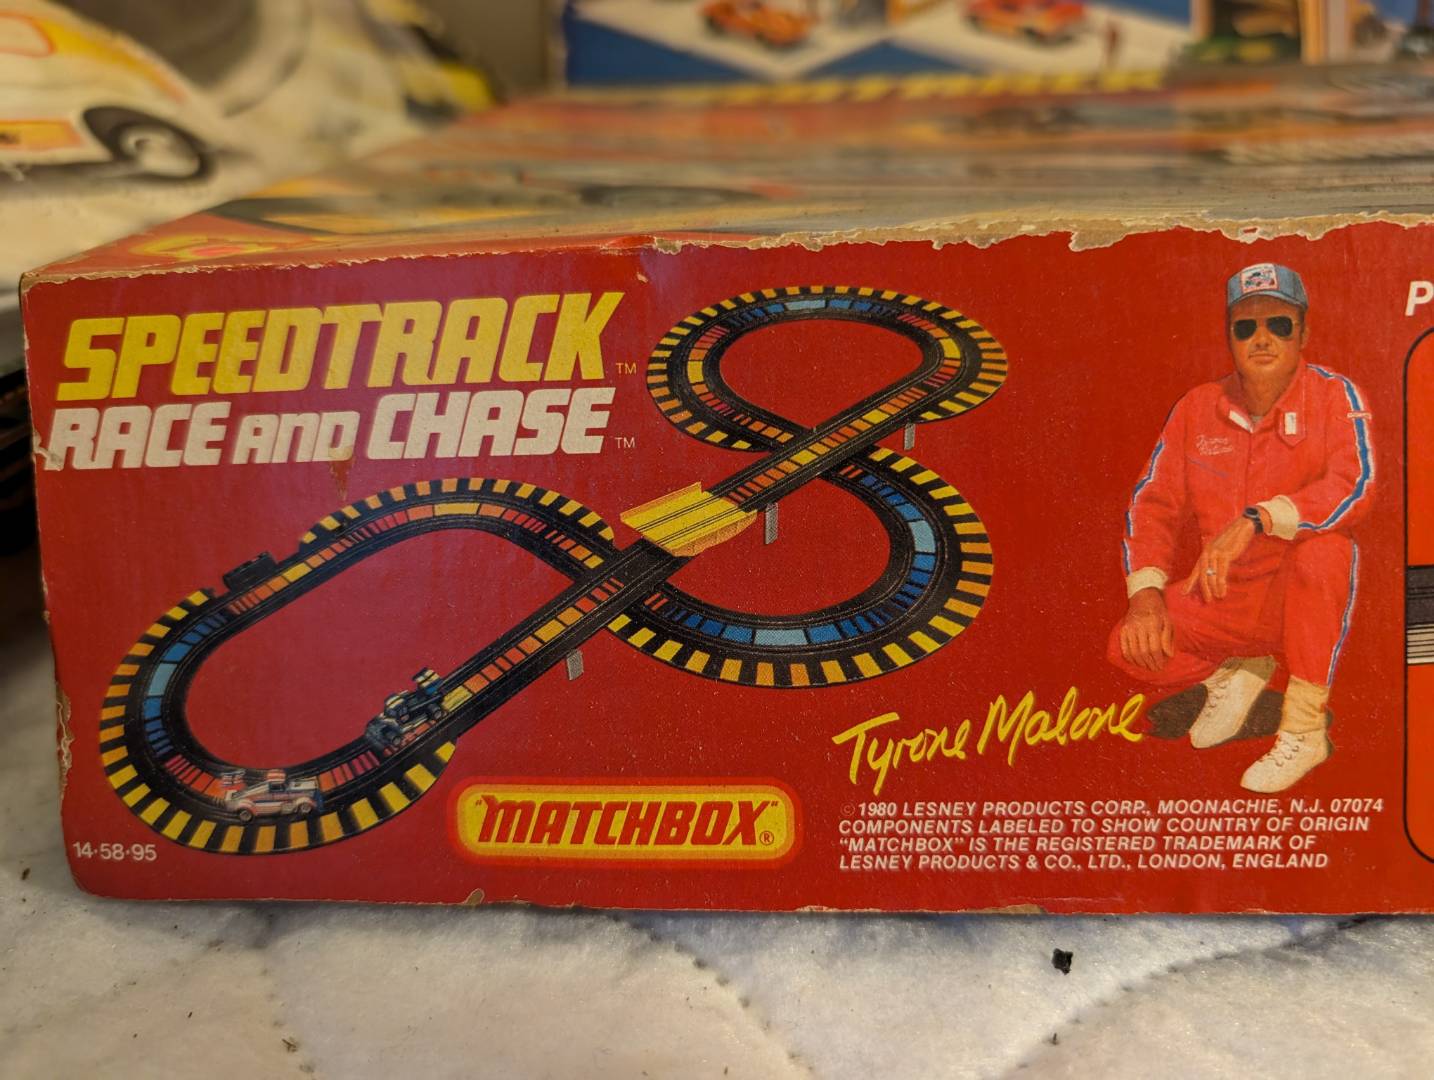 SPEEDTRACK™
RACE AND CHASE™
14·58·95
"MATCHBOX"®
Tyrone Malone
© 1980 LESNEY PRODUCTS CORP., MOONACHIE, N.J. 07074
COMPONENTS LABELED TO SHOW COUNTRY OF ORIGIN
"MATCHBOX" IS THE REGISTERED TRADEMARK OF
LESNEY PRODUCTS & CO., LTD., LONDON, ENGLAND
P